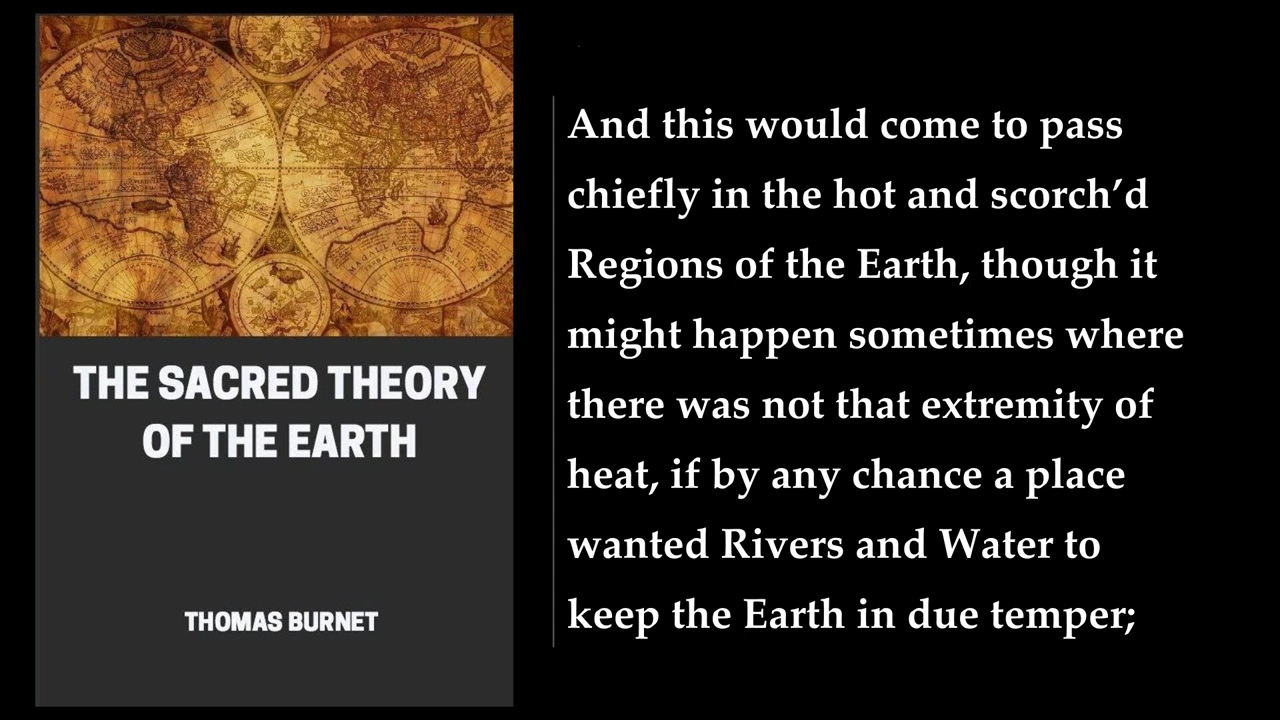 THE SACRED THEORY
OF THE EARTH
THOMAS BURNET
And this would come to pass
chiefly in the hot and scorch’d
Regions of the Earth, though it
might happen sometimes where
there was not that extremity of
heat, if by any chance a place
wanted Rivers and Water to
keep the Earth in due temper;